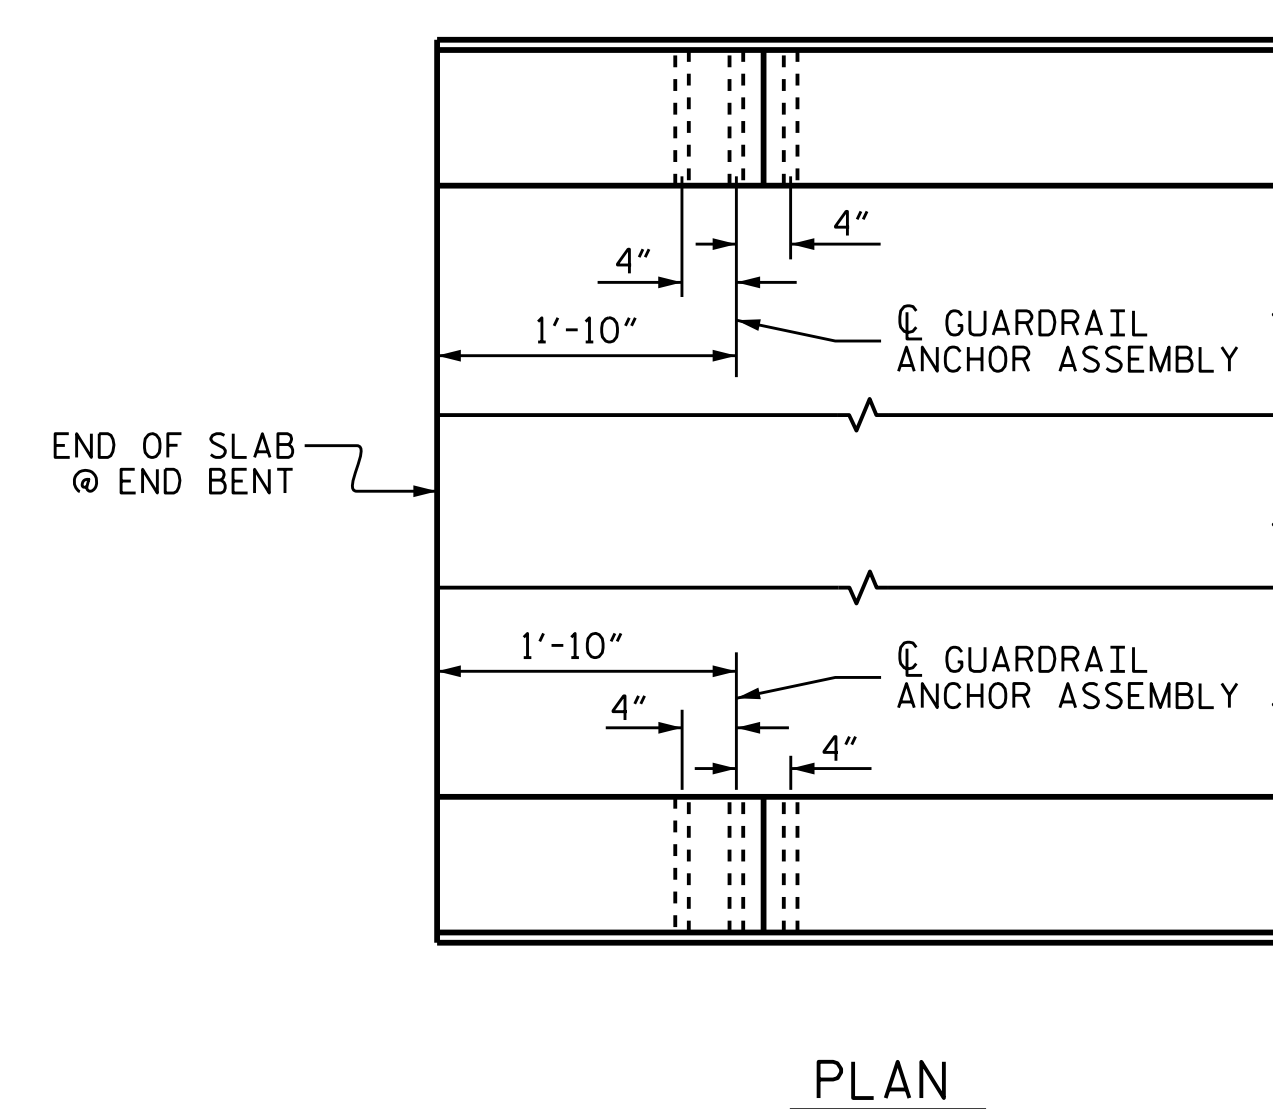 4"
4"
1'-10"
℄ GUARDRAIL
ANCHOR ASSEMBLY
END OF SLAB
@ END BENT
1'-10"
℄ GUARDRAIL
ANCHOR ASSEMBLY
4"
4"
PLAN